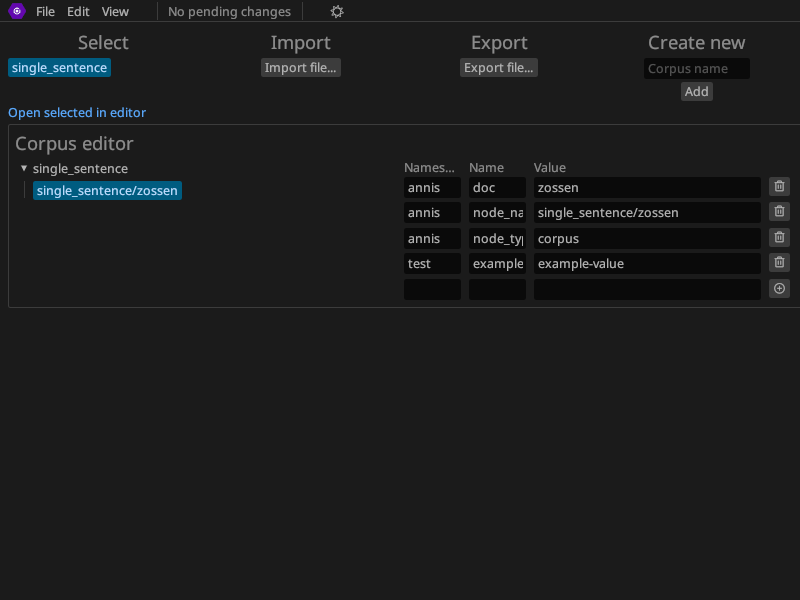 File Edit View No pending changes
Select Import Export Create new
single_sentence Import file... Export file... Corpus name
Add
Open selected in editor
Corpus editor
single_sentence Names... Name Value
single_sentence/zossen annis doc zossen
annis node_na single_sentence/zossen
annis node_typ corpus
test example example-value